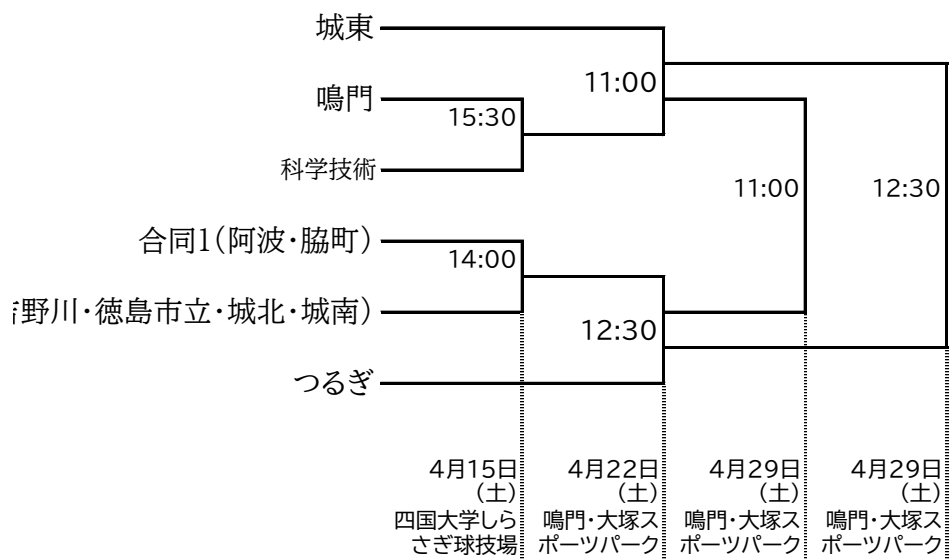 城東
11:00
鳴門
15:30
科学技術
11:00
12:30
合同1(阿波・脇町)
14:00
野川・徳島市立・城北・城南)
12:30
つるぎ
4月15日
(土)
四国大学しら
さぎ球技場
4月22日
(土)
鳴門・大塚ス
ポーツパーク
4月29日
(土)
鳴門・大塚ス
ポーツパーク
4月29日
(土)
鳴門・大塚ス
ポーツパーク